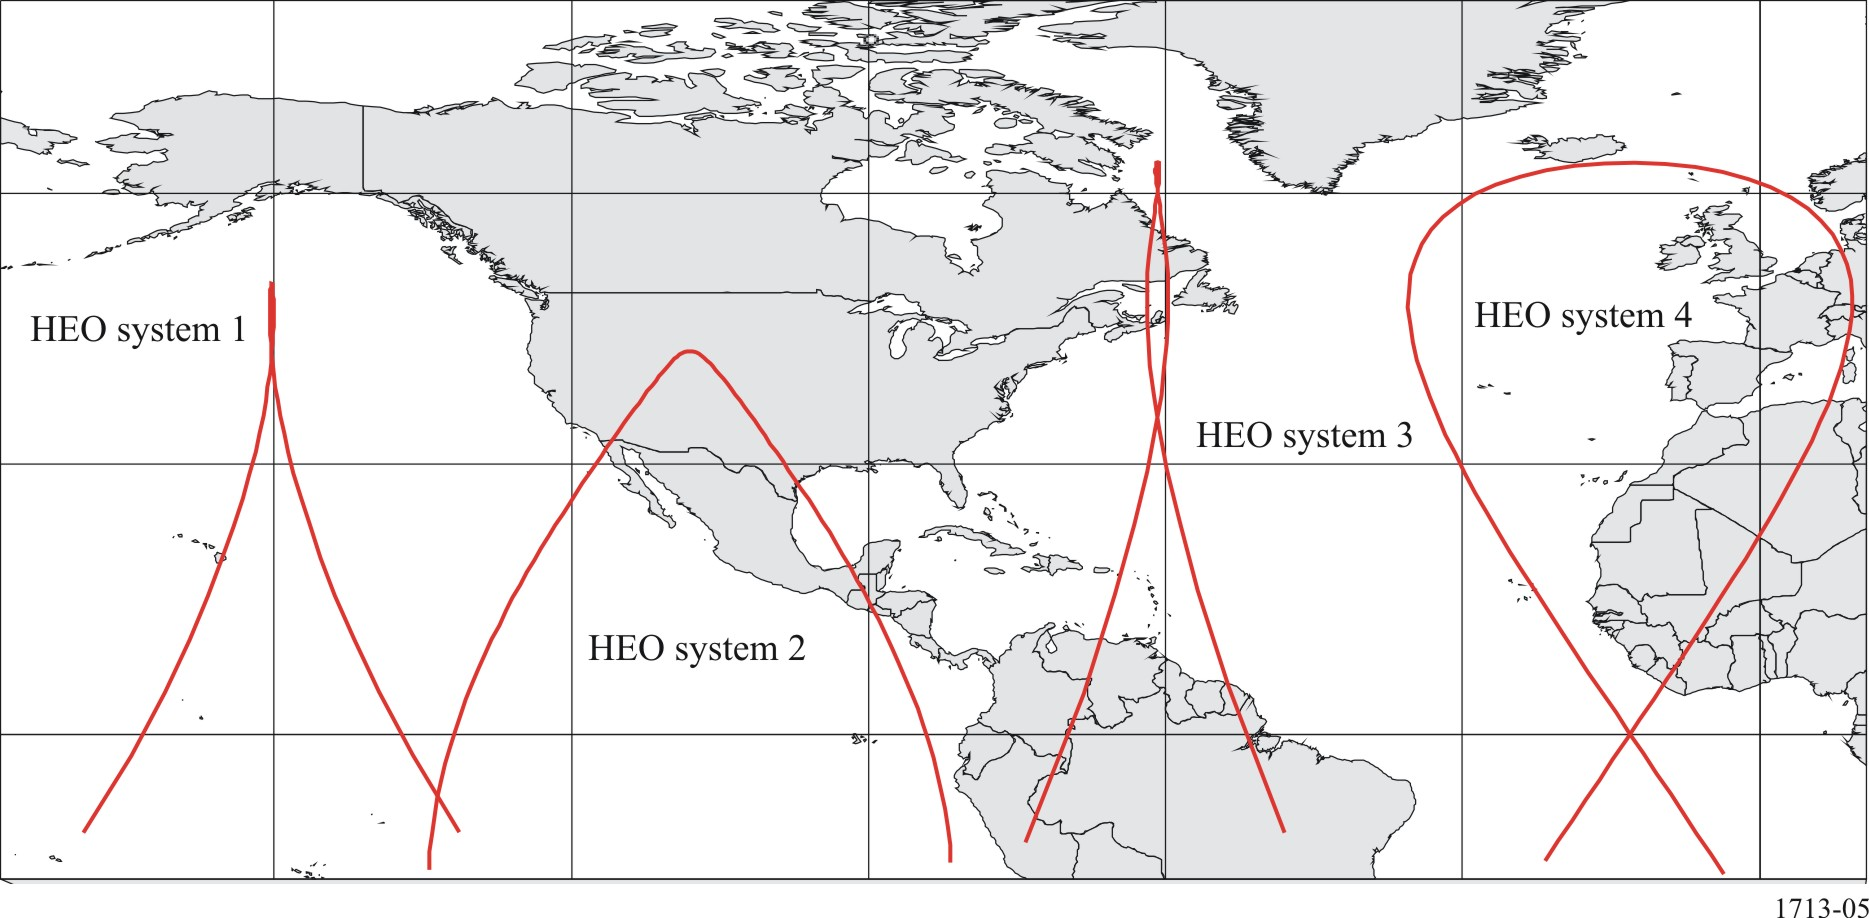 HEO system 1
HEO system 4
HEO system 3
HEO system 2
1713-05